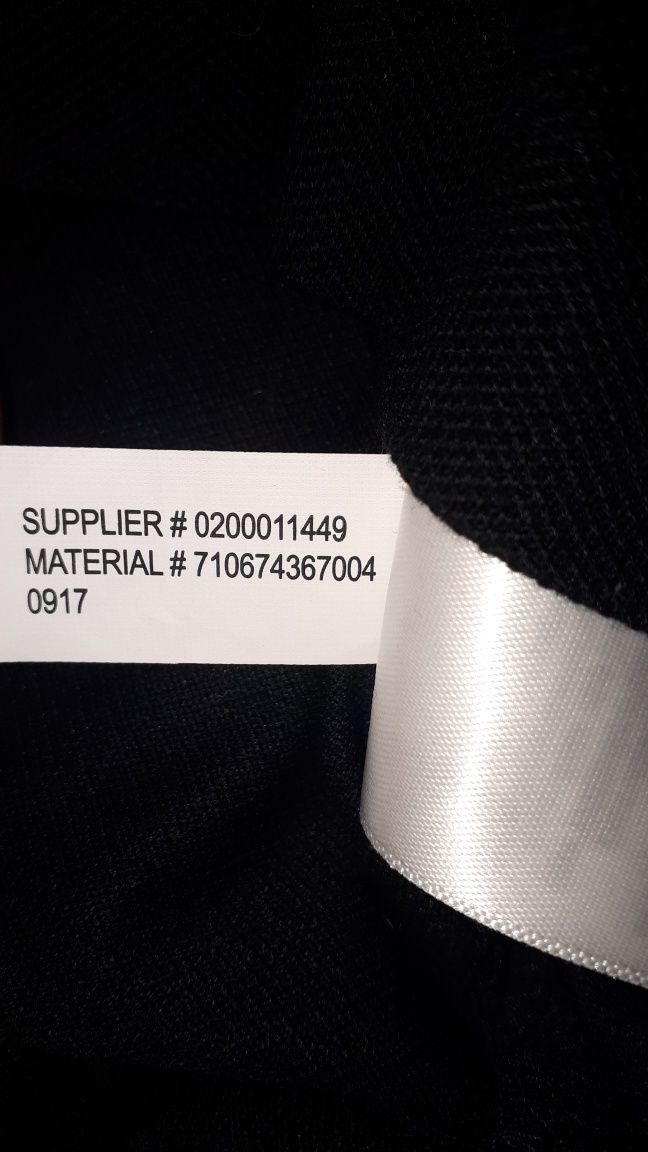 SUPPLIER # 0200011449
MATERIAL # 710674367004
0917